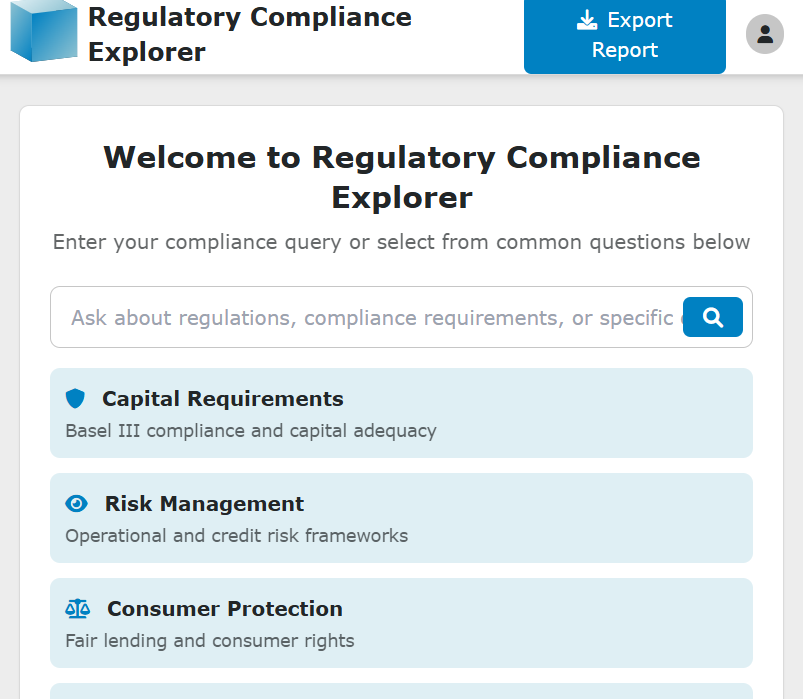 Regulatory Compliance
Explorer
Export
Report
Welcome to Regulatory Compliance
Explorer
Enter your compliance query or select from common questions below
Ask about regulations, compliance requirements, or specific
Capital Requirements
Basel III compliance and capital adequacy
Risk Management
Operational and credit risk frameworks
Consumer Protection
Fair lending and consumer rights